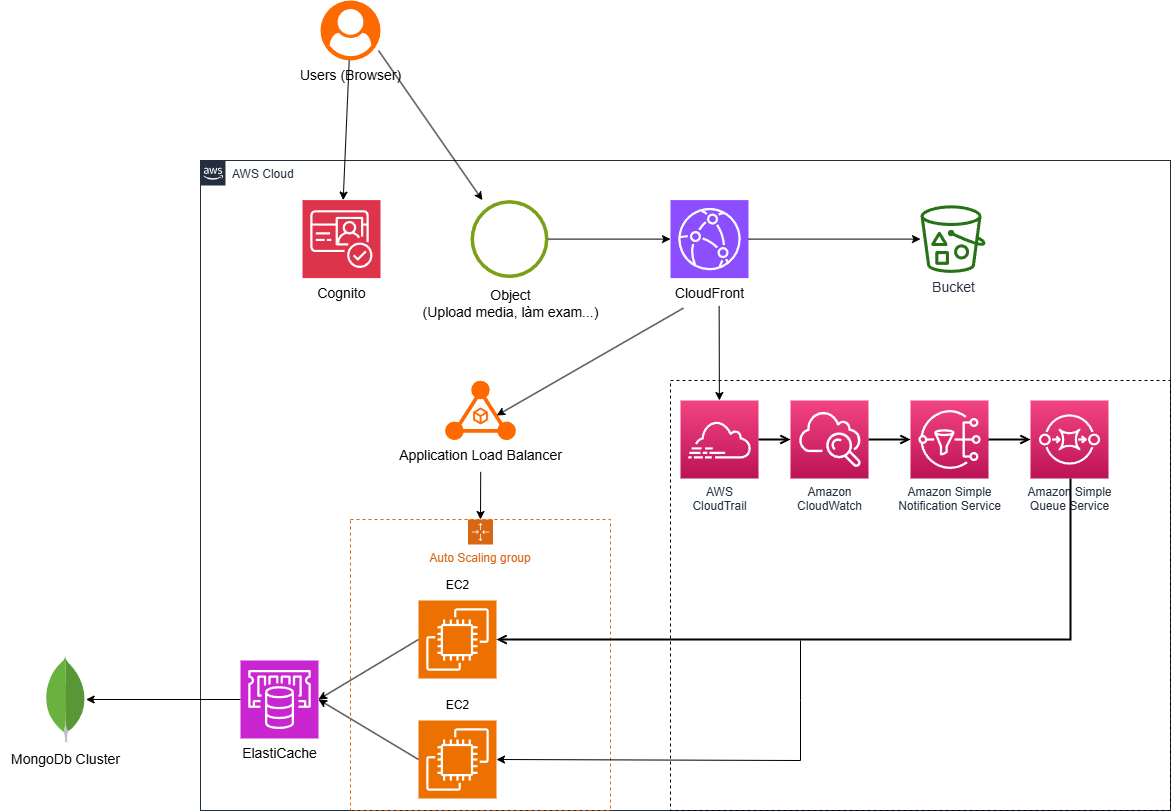 Users (Browser)
aws
AWS Cloud
Cognito
Object
(Upload media, làm exam...)
CloudFront
Bucket
Application Load Balancer
AWS
CloudTrail
Amazon
CloudWatch
Amazon Simple
Notification Service
Amazon Simple
Queue Service
Auto Scaling group
EC2
EC2
ElastiCache
MongoDb Cluster